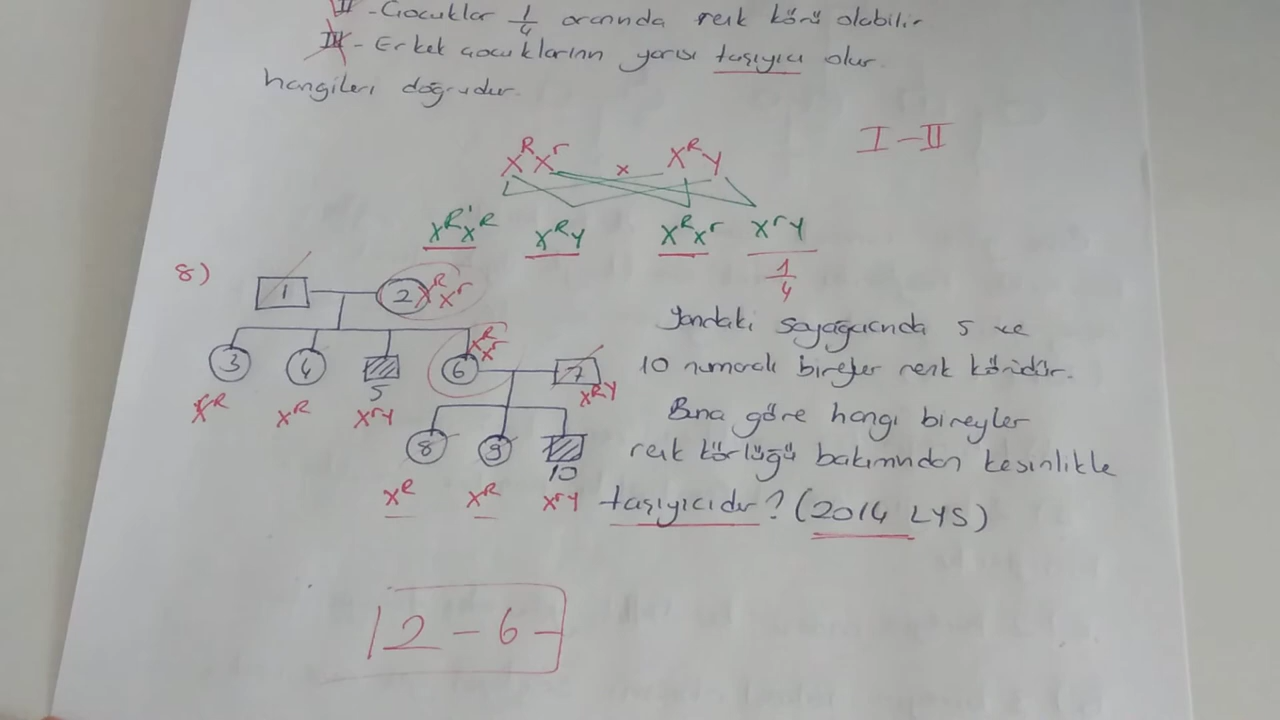 II - Çocuklar 1/4 oranında renk körü olabilir
III - Erkek çocuklarının yarısı taşıyıcı olur.
hangileri doğrudur.
I - II
X^R X^r x X^R Y
X^R X^R X^R Y X^R X^r X^r Y
1/4
8)
1 2 X^R X^r
Yandaki soyağacında 5 ve
3 4 5 6 X^R X^r 7
10 numaralı bireyler renk körüdür.
X^R X^R X^r Y X^R Y
Buna göre hangi bireyler
8 9 10
renk körlüğü bakımından kesinlikle
X^R X^R X^r Y
taşıyıcıdır? (2014 LYS)
2 - 6